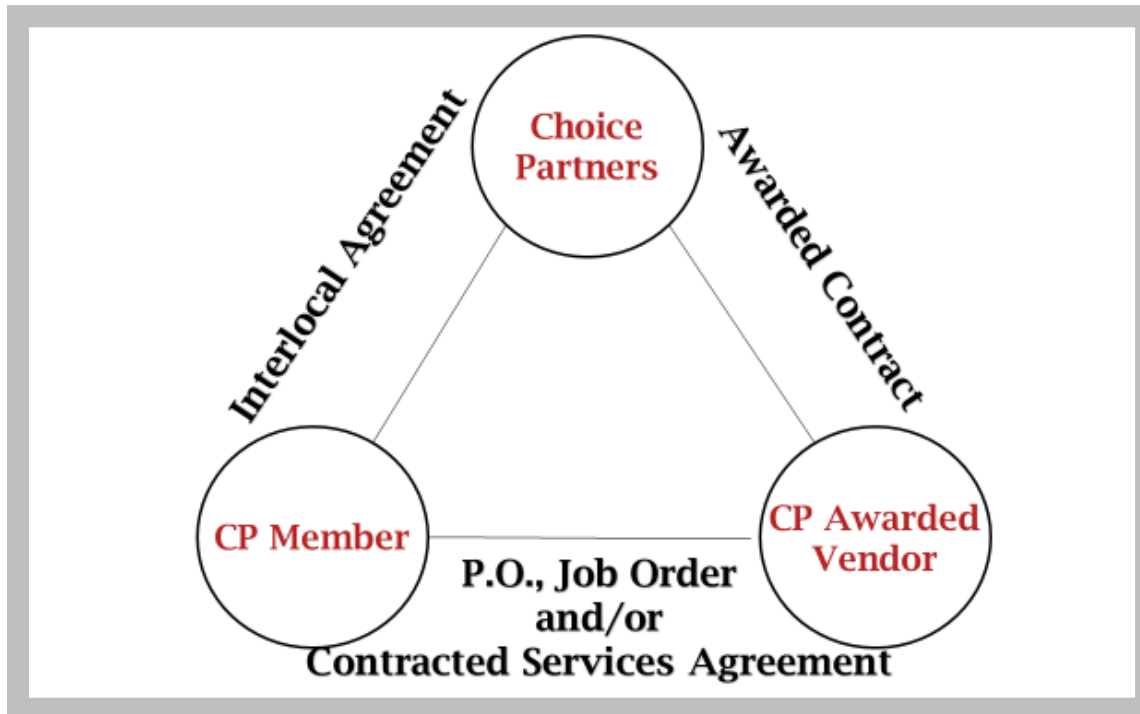 Choice
Partners
Interlocal Agreement
Awarded Contract
CP Member
CP Awarded
Vendor
P.O., Job Order
and/or
Contracted Services Agreement